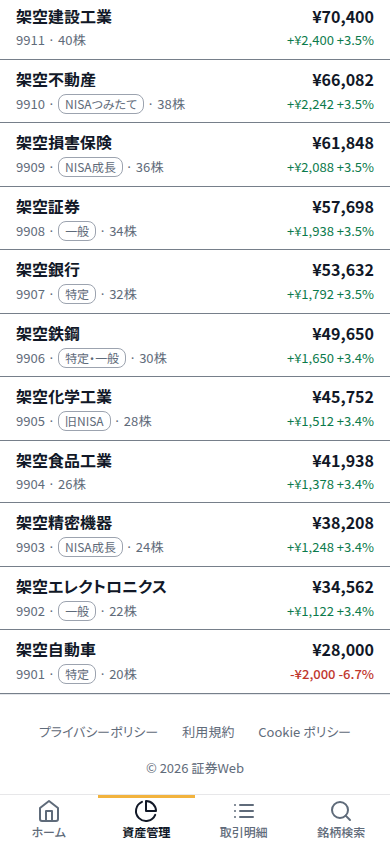 架空建設工業 ¥70,400
9911 · 40株 +¥2,400 +3.5%
架空不動産 ¥66,082
9910 · NISAつみたて · 38株 +¥2,242 +3.5%
架空損害保険 ¥61,848
9909 · NISA成長 · 36株 +¥2,088 +3.5%
架空証券 ¥57,698
9908 · 一般 · 34株 +¥1,938 +3.5%
架空銀行 ¥53,632
9907 · 特定 · 32株 +¥1,792 +3.5%
架空鉄鋼 ¥49,650
9906 · 特定・一般 · 30株 +¥1,650 +3.4%
架空化学工業 ¥45,752
9905 · 旧NISA · 28株 +¥1,512 +3.4%
架空食品工業 ¥41,938
9904 · 26株 +¥1,378 +3.4%
架空精密機器 ¥38,208
9903 · NISA成長 · 24株 +¥1,248 +3.4%
架空エレクトロニクス ¥34,562
9902 · 一般 · 22株 +¥1,122 +3.4%
架空自動車 ¥28,000
9901 · 特定 · 20株 -¥2,000 -6.7%
プライバシーポリシー 利用規約 Cookie ポリシー
© 2026 証券Web
ホーム 資産管理 取引明細 銘柄検索